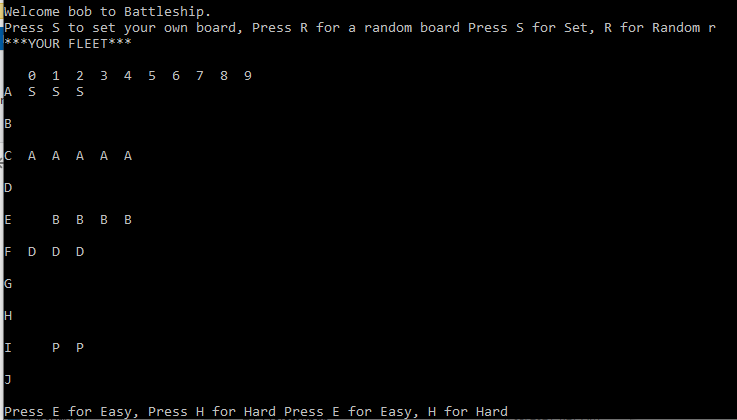 Welcome bob to Battleship.
Press S to set your own board, Press R for a random board Press S for Set, R for Random r
***YOUR FLEET***
   0  1  2  3  4  5  6  7  8  9
A  S  S  S
B
C  A  A  A  A  A
D
E     B  B  B  B
F  D  D  D
G
H
I     P  P
J
Press E for Easy, Press H for Hard Press E for Easy, H for Hard